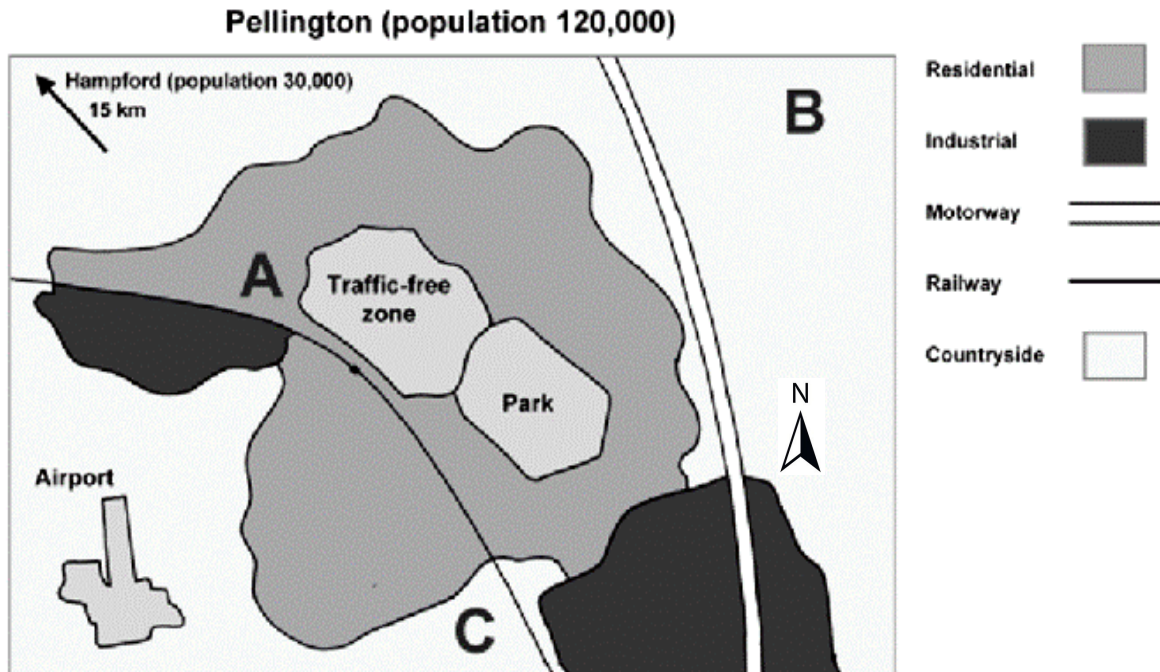 Pellington (population 120,000)
Hampford (population 30,000)
15 km
B
A
Traffic-free
zone
Park
N
Airport
C
Residential
Industrial
Motorway
Railway
Countryside